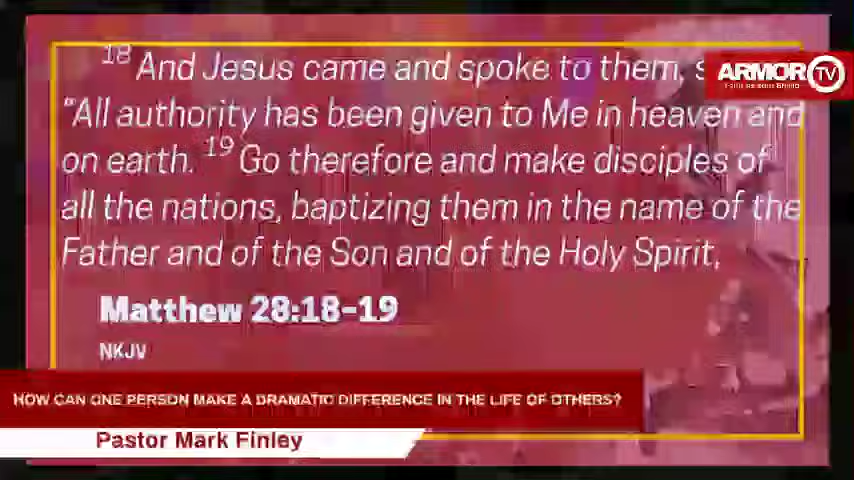 18 And Jesus came and spoke to them, s
"All authority has been given to Me in heaven and
on earth. 19 Go therefore and make disciples of
all the nations, baptizing them in the name of the
Father and of the Son and of the Holy Spirit,
Matthew 28:18-19
NKJV
ARMOR TV
HOW CAN ONE PERSON MAKE A DRAMATIC DIFFERENCE IN THE LIFE OF OTHERS?
Pastor Mark Finley